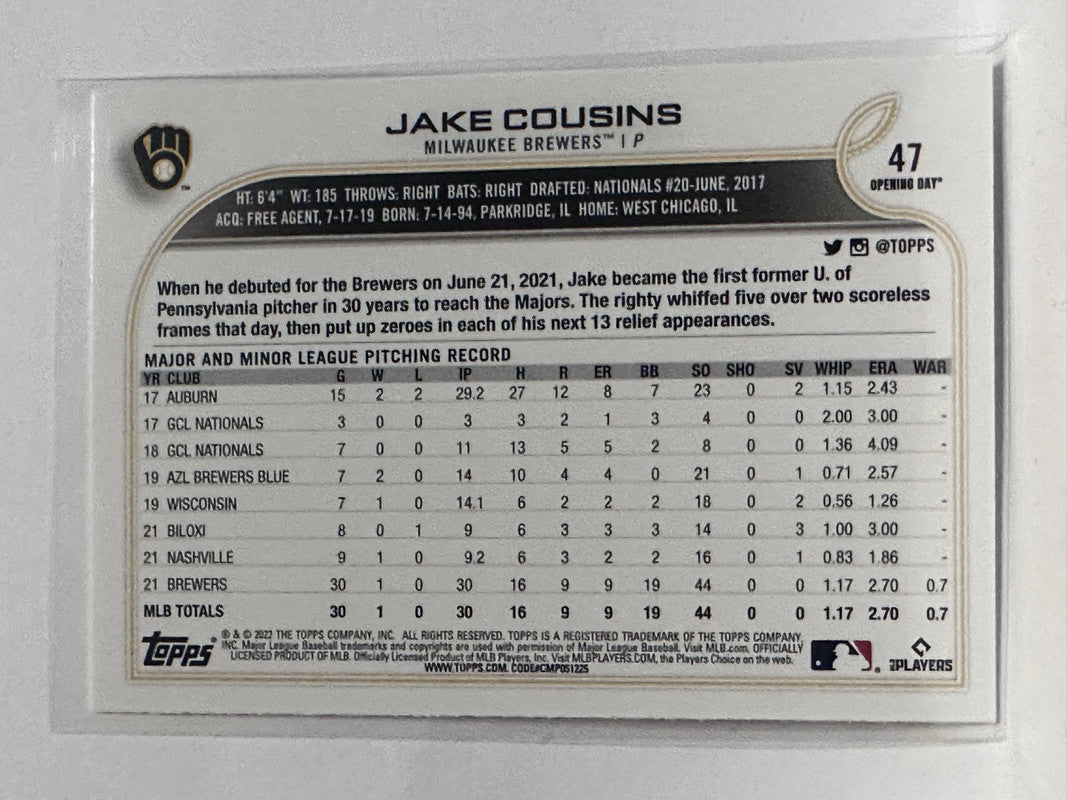 JAKE COUSINS
MILWAUKEE BREWERS™ | P
47
OPENING DAY®
HT: 6'4" WT: 185 THROWS: RIGHT BATS: RIGHT DRAFTED: NATIONALS #20-JUNE, 2017
ACQ: FREE AGENT, 7-17-19 BORN: 7-14-94, PARKRIDGE, IL HOME: WEST CHICAGO, IL
@TOPPS
When he debuted for the Brewers on June 21, 2021, Jake became the first former U. of
Pennsylvania pitcher in 30 years to reach the Majors. The righty whiffed five over two scoreless
frames that day, then put up zeroes in each of his next 13 relief appearances.
MAJOR AND MINOR LEAGUE PITCHING RECORD
YR CLUB G W L IP H R ER BB SO SHO SV WHIP ERA WAR
17 AUBURN 15 2 2 29.2 27 12 8 7 23 0 2 1.15 2.43 -
17 GCL NATIONALS 3 0 0 3 3 2 1 3 4 0 0 2.00 3.00 -
18 GCL NATIONALS 7 0 0 11 13 5 5 2 8 0 0 1.36 4.09 -
19 AZL BREWERS BLUE 7 2 0 14 10 4 4 0 21 0 1 0.71 2.57 -
19 WISCONSIN 7 1 0 14.1 6 2 2 2 18 0 2 0.56 1.26 -
21 BILOXI 8 0 1 9 6 3 3 3 14 0 3 1.00 3.00 -
21 NASHVILLE 9 1 0 9.2 6 3 2 2 16 0 1 0.83 1.86 -
21 BREWERS 30 1 0 30 16 9 9 19 44 0 0 1.17 2.70 0.7
MLB TOTALS 30 1 0 30 16 9 9 19 44 0 0 1.17 2.70 0.7
Topps®
® & © 2022 THE TOPPS COMPANY, INC. ALL RIGHTS RESERVED. TOPPS IS A REGISTERED TRADEMARK OF THE TOPPS COMPANY,
INC. Major League Baseball trademarks and copyrights are used with permission of Major League Baseball. Visit MLB.com. OFFICIALLY
LICENSED PRODUCT OF MLB. Officially Licensed Product of MLB Players, Inc. Visit MLBPLAYERS.COM, the Players Choice on the web.
WWW.TOPPS.COM. CODE#CMP051225
PLAYERS